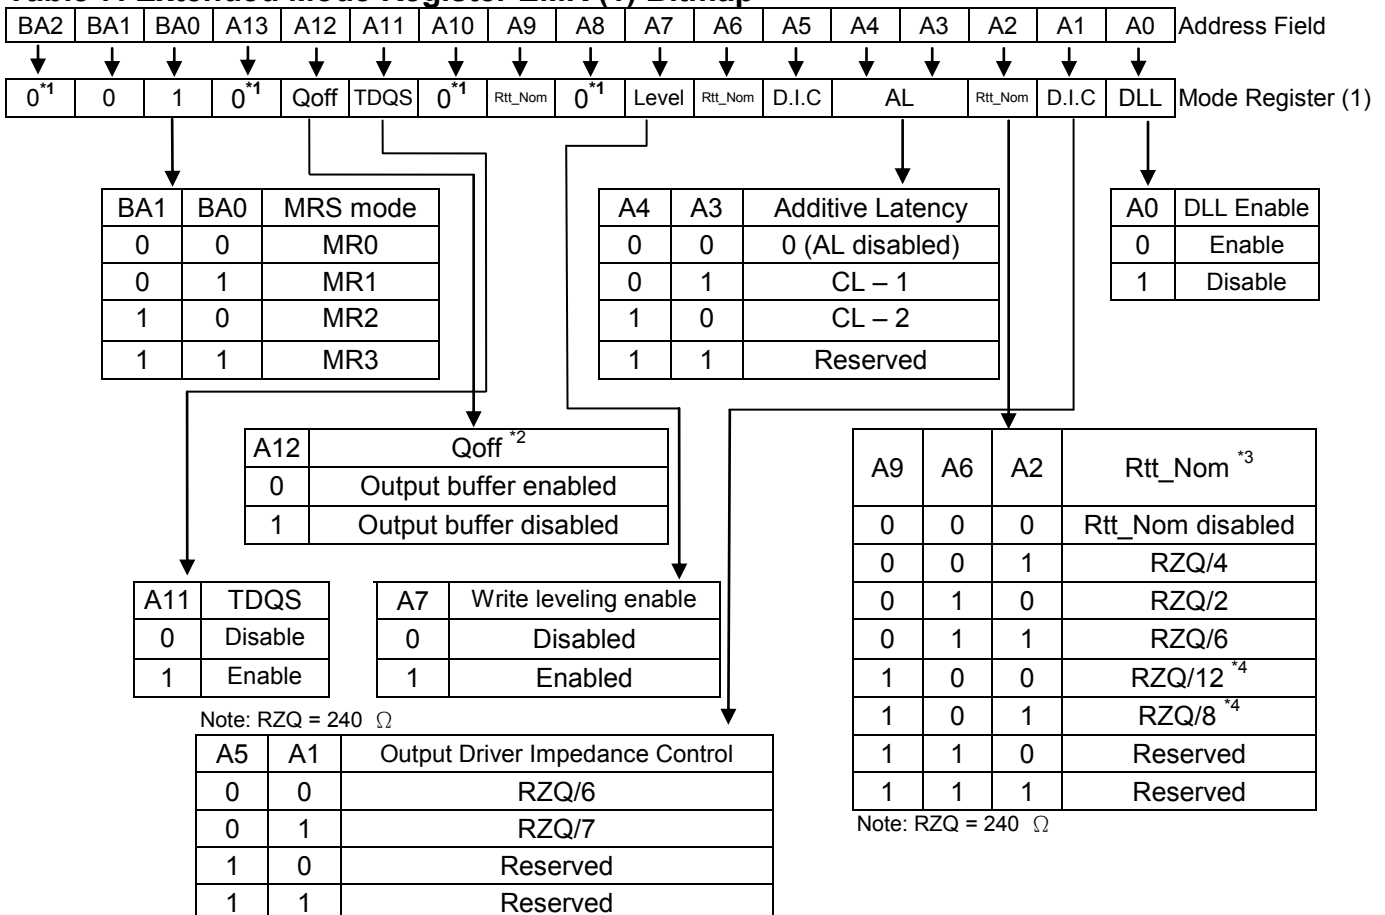 Table 7. Extended Mode Register EMR (1) Bitmap
BA2 BA1 BA0 A13 A12 A11 A10 A9 A8 A7 A6 A5 A4 A3 A2 A1 A0 Address Field
0*1 0 1 0*1 Qoff TDQS 0*1 Rtt_Nom 0*1 Level Rtt_Nom D.I.C AL Rtt_Nom D.I.C DLL Mode Register (1)
BA1 BA0 MRS mode
0 0 MR0
0 1 MR1
1 0 MR2
1 1 MR3
A4 A3 Additive Latency
0 0 0 (AL disabled)
0 1 CL – 1
1 0 CL – 2
1 1 Reserved
A0 DLL Enable
0 Enable
1 Disable
A12 Qoff *2
0 Output buffer enabled
1 Output buffer disabled
A9 A6 A2 Rtt_Nom *3
0 0 0 Rtt_Nom disabled
0 0 1 RZQ/4
0 1 0 RZQ/2
0 1 1 RZQ/6
1 0 0 RZQ/12 *4
1 0 1 RZQ/8 *4
1 1 0 Reserved
1 1 1 Reserved
Note: RZQ = 240 Ω
A11 TDQS
0 Disable
1 Enable
A7 Write leveling enable
0 Disabled
1 Enabled
Note: RZQ = 240 Ω
A5 A1 Output Driver Impedance Control
0 0 RZQ/6
0 1 RZQ/7
1 0 Reserved
1 1 Reserved